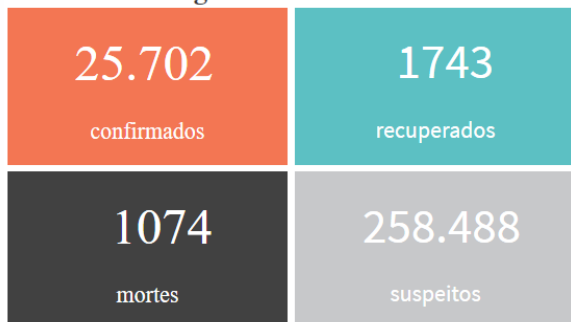 25.702
confirmados
1743
recuperados
1074
mortes
258.488
suspeitos